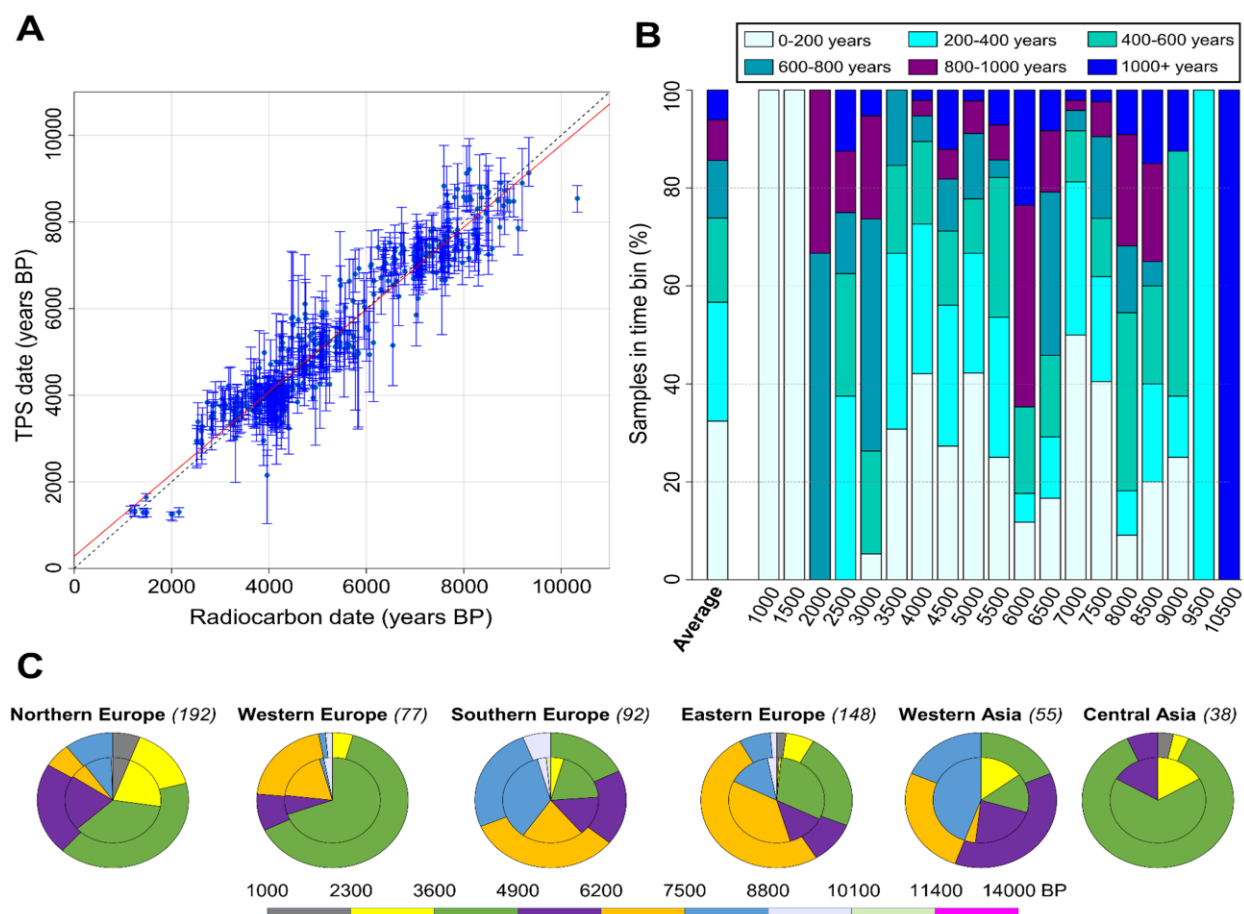 A
B
0-200 years
200-400 years
400-600 years
600-800 years
800-1000 years
1000+ years
TPS date (years BP)
0
2000
4000
6000
8000
10000
0
2000
4000
6000
8000
10000
Radiocarbon date (years BP)
Samples in time bin (%)
0
20
40
60
80
100
Average
1000
1500
2000
2500
3000
3500
4000
4500
5000
5500
6000
6500
7000
7500
8000
8500
9000
9500
10500
C
Northern Europe (192)
Western Europe (77)
Southern Europe (92)
Eastern Europe (148)
Western Asia (55)
Central Asia (38)
1000 2300 3600 4900 6200 7500 8800 10100 11400 14000 BP